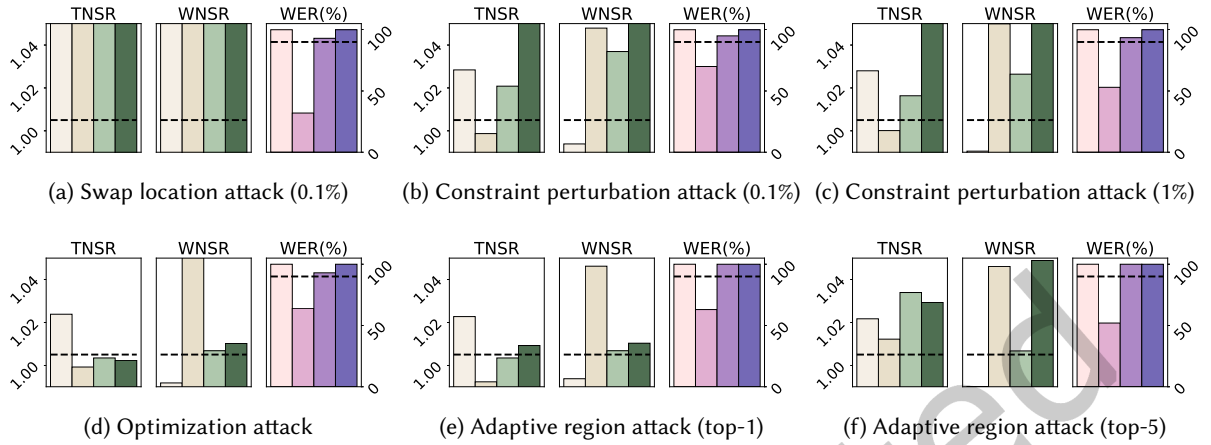 TNSR WNSR WER(%) TNSR WNSR WER(%) TNSR WNSR WER(%)
1.04 100 1.04 100 1.04 100
1.02 50 1.02 50 1.02 50
1.00 0 1.00 0 1.00 0
(a) Swap location attack (0.1%) (b) Constraint perturbation attack (0.1%) (c) Constraint perturbation attack (1%)
TNSR WNSR WER(%) TNSR WNSR WER(%) TNSR WNSR WER(%)
1.04 100 1.04 100 1.04 100
1.02 50 1.02 50 1.02 50
1.00 0 1.00 0 1.00 0
(d) Optimization attack (e) Adaptive region attack (top-1) (f) Adaptive region attack (top-5)